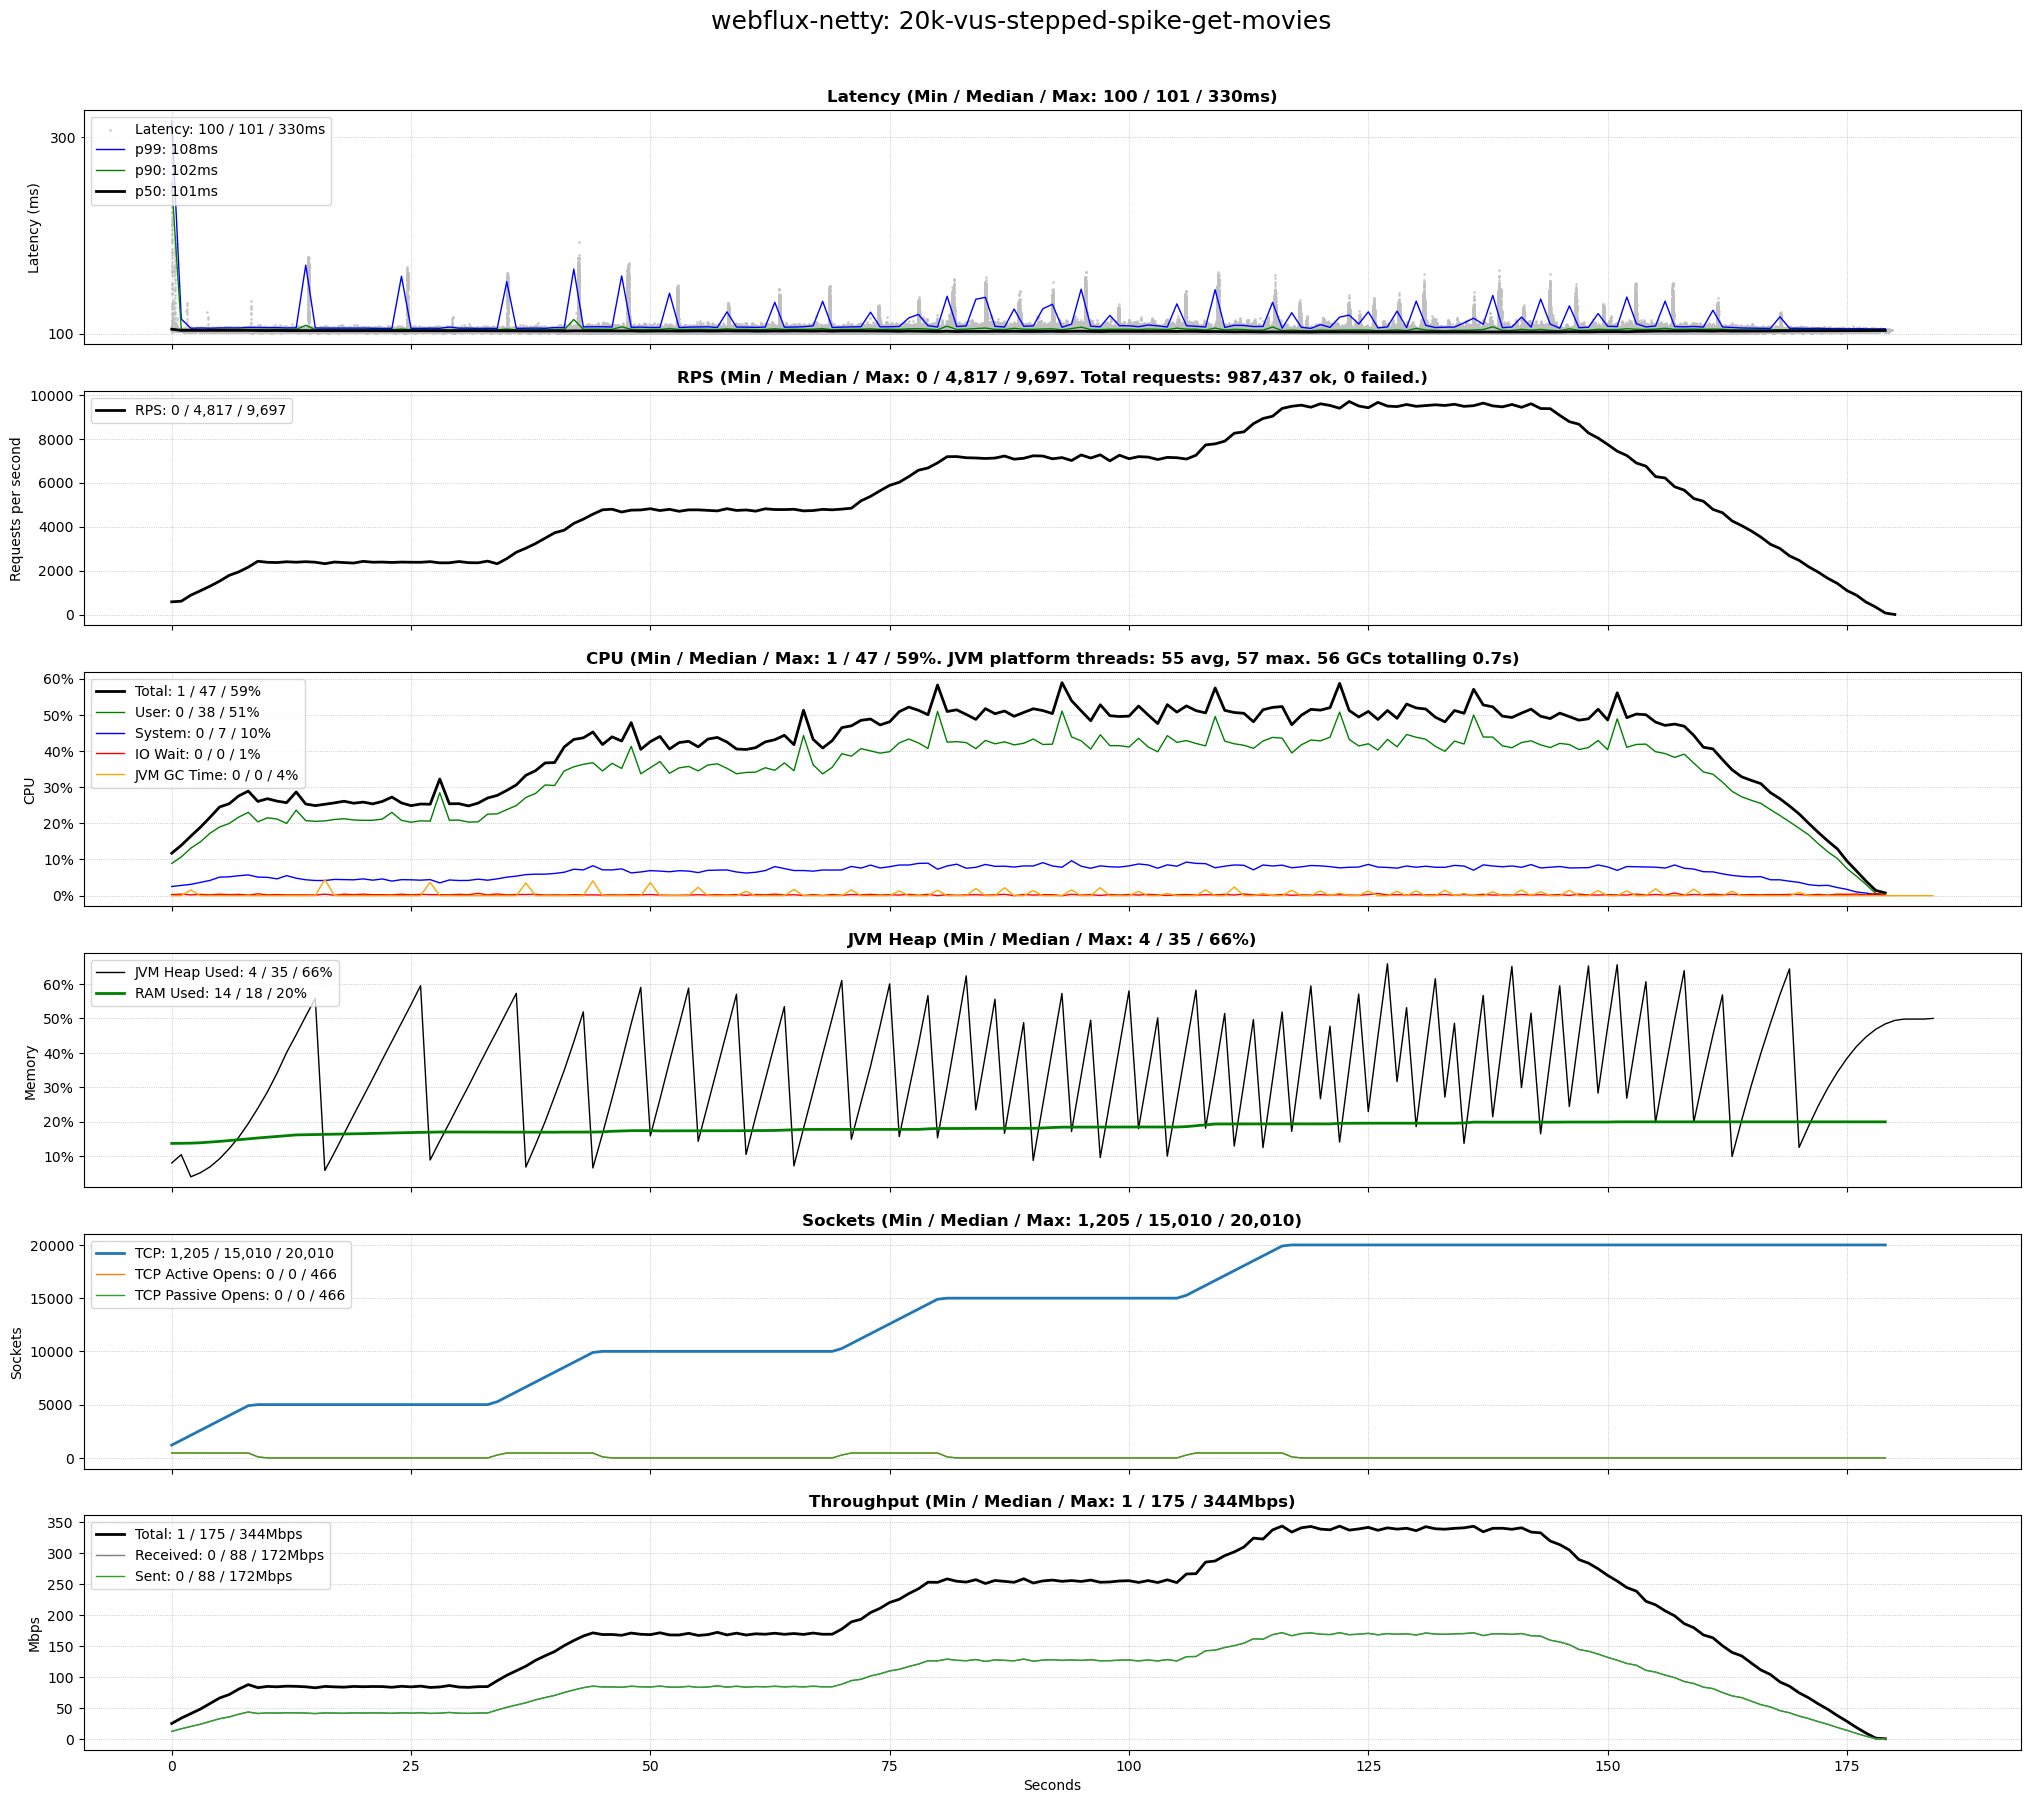 webflux-netty: 20k-vus-stepped-spike-get-movies
Latency (Min / Median / Max: 100 / 101 / 330ms)
Latency: 100 / 101 / 330ms
p99: 108ms
p90: 102ms
p50: 101ms
300
100
Latency (ms)
RPS (Min / Median / Max: 0 / 4,817 / 9,697. Total requests: 987,437 ok, 0 failed.)
RPS: 0 / 4,817 / 9,697
10000
8000
6000
4000
2000
0
Requests per second
CPU (Min / Median / Max: 1 / 47 / 59%. JVM platform threads: 55 avg, 57 max. 56 GCs totalling 0.7s)
Total: 1 / 47 / 59%
User: 0 / 38 / 51%
System: 0 / 7 / 10%
IO Wait: 0 / 0 / 1%
JVM GC Time: 0 / 0 / 4%
60%
50%
40%
30%
20%
10%
0%
CPU
JVM Heap (Min / Median / Max: 4 / 35 / 66%)
JVM Heap Used: 4 / 35 / 66%
RAM Used: 14 / 18 / 20%
60%
50%
40%
30%
20%
10%
Memory
Sockets (Min / Median / Max: 1,205 / 15,010 / 20,010)
TCP: 1,205 / 15,010 / 20,010
TCP Active Opens: 0 / 0 / 466
TCP Passive Opens: 0 / 0 / 466
20000
15000
10000
5000
0
Sockets
Throughput (Min / Median / Max: 1 / 175 / 344Mbps)
Total: 1 / 175 / 344Mbps
Received: 0 / 88 / 172Mbps
Sent: 0 / 88 / 172Mbps
350
300
250
200
150
100
50
0
Mbps
0 25 50 75 100 125 150 175
Seconds